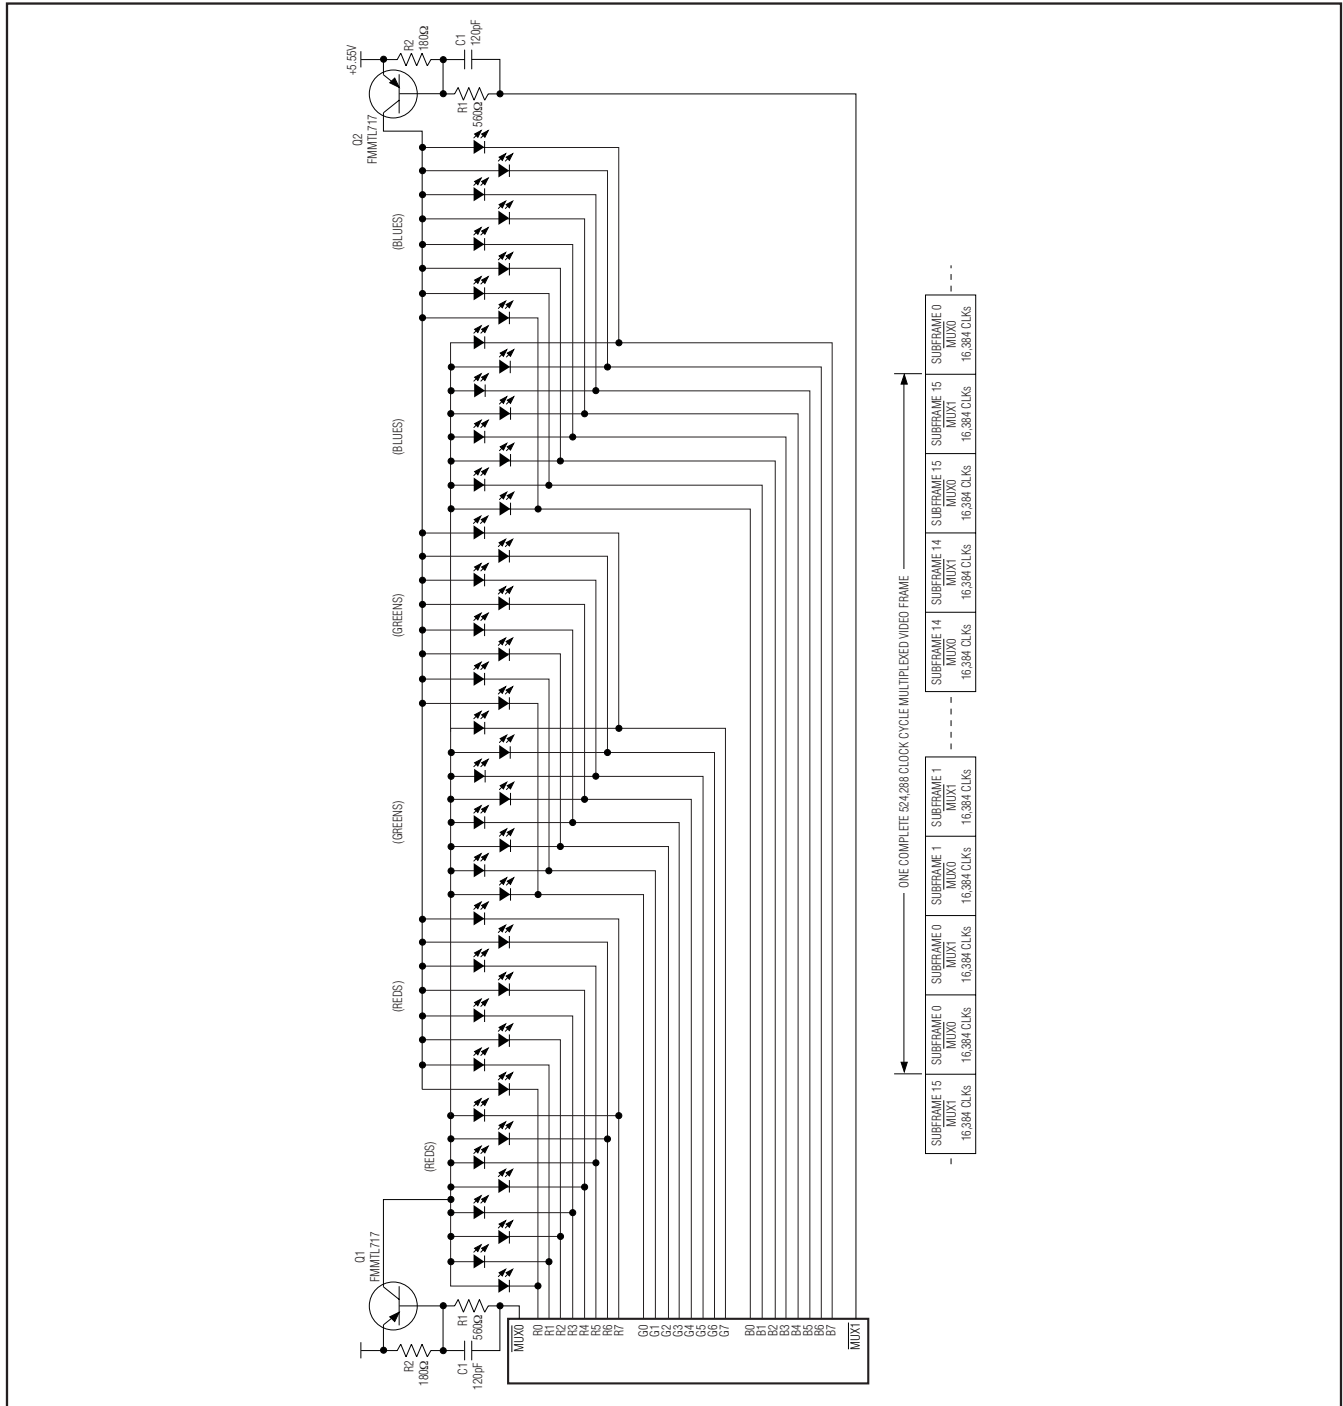 +5.55V
R2
180Ω
C1
120pF
R1
560Ω
Q2
FMMTL717
(BLUES)
(BLUES)
(GREENS)
(GREENS)
(REDS)
(REDS)
Q1
FMMTL717
R1
560Ω
R2
180Ω
C1
120pF
MUX0
R0
R1
R2
R3
R4
R5
R6
R7
G0
G1
G2
G3
G4
G5
G6
G7
B0
B1
B2
B3
B4
B5
B6
B7
MUX1
ONE COMPLETE 524,288 CLOCK CYCLE MULTIPLEXED VIDEO FRAME
SUBFRAME 15
MUX1
16,384 CLKs
SUBFRAME 0
MUX0
16,384 CLKs
SUBFRAME 0
MUX1
16,384 CLKs
SUBFRAME 1
MUX0
16,384 CLKs
SUBFRAME 1
MUX1
16,384 CLKs
SUBFRAME 14
MUX0
16,384 CLKs
SUBFRAME 14
MUX1
16,384 CLKs
SUBFRAME 15
MUX0
16,384 CLKs
SUBFRAME 15
MUX1
16,384 CLKs
SUBFRAME 0
MUX0
16,384 CLKs